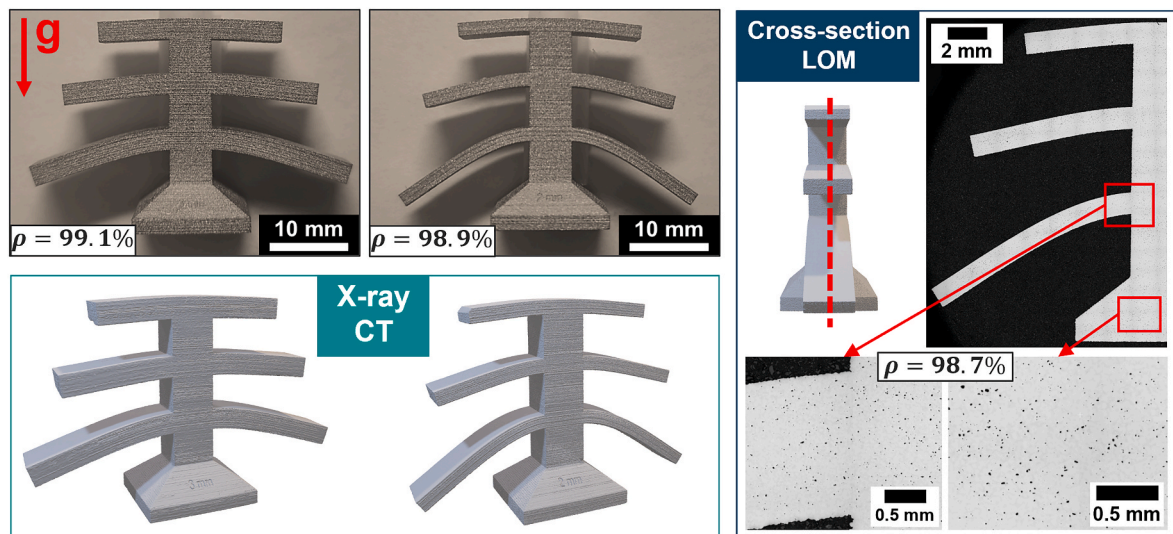 g
ρ = 99.1%
10 mm
ρ = 98.9%
10 mm
X-ray
CT
3 mm
2 mm
Cross-section
LOM
2 mm
ρ = 98.7%
0.5 mm
0.5 mm